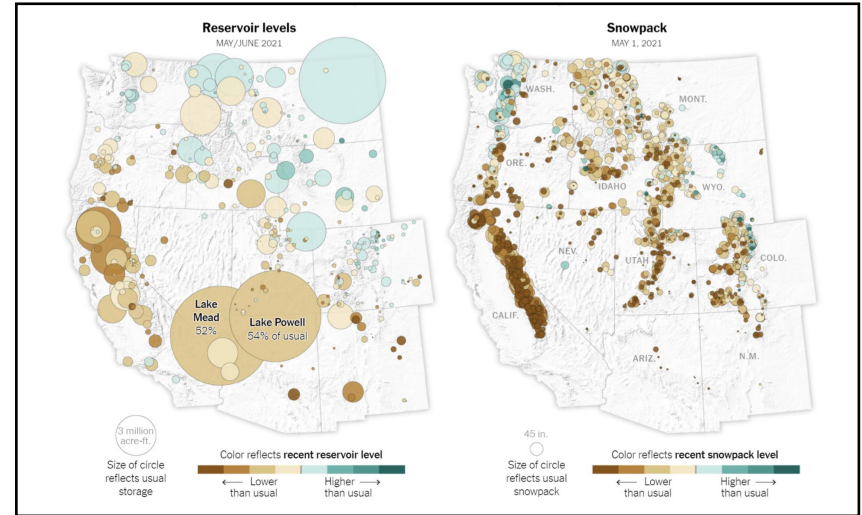 Reservoir levels
MAY/JUNE 2021
Lake
Mead
52%
Lake Powell
54% of usual
3 million
acre-ft.
Size of circle
reflects usual
storage
Color reflects recent reservoir level
← Lower
than usual
Higher →
than usual
Snowpack
MAY 1, 2021
WASH.
MONT.
ORE.
IDAHO
WYO.
NEV.
UTAH
COLO.
CALIF.
ARIZ.
N.M.
45 in.
Size of circle
reflects usual
snowpack
Color reflects recent snowpack level
← Lower
than usual
Higher →
than usual